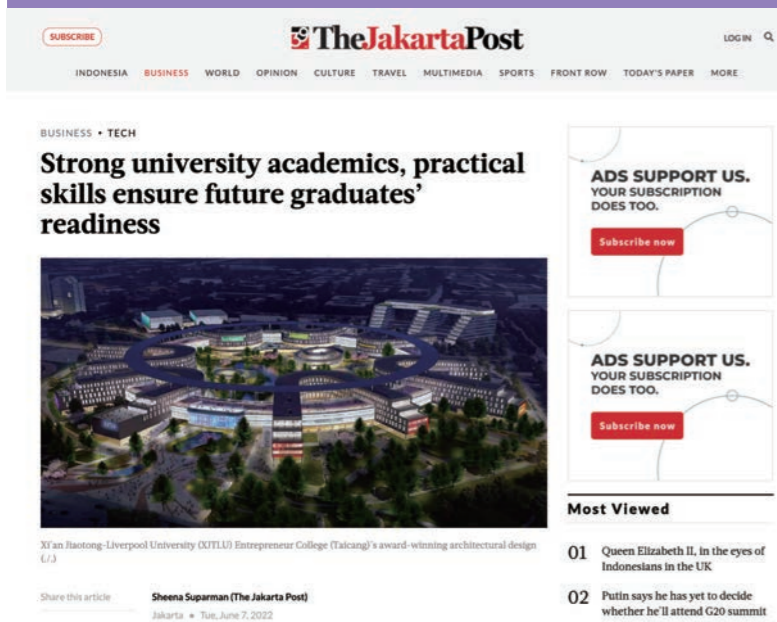 SUBSCRIBE
TheJakartaPost
LOG IN
INDONESIA BUSINESS WORLD OPINION CULTURE TRAVEL MULTIMEDIA SPORTS FRONT ROW TODAY'S PAPER MORE
BUSINESS • TECH
Strong university academics, practical
skills ensure future graduates'
readiness
Xi'an Jiaotong-Liverpool University (XJTLU) Entrepreneur College (Taicang)'s award-winning architectural design
(./.)
Share this article
Sheena Suparman (The Jakarta Post)
Jakarta • Tue, June 7, 2022
ADS SUPPORT US.
YOUR SUBSCRIPTION
DOES TOO.
Subscribe now
ADS SUPPORT US.
YOUR SUBSCRIPTION
DOES TOO.
Subscribe now
Most Viewed
01 Queen Elizabeth II, in the eyes of
Indonesians in the UK
02 Putin says he has yet to decide
whether he'll attend G20 summit